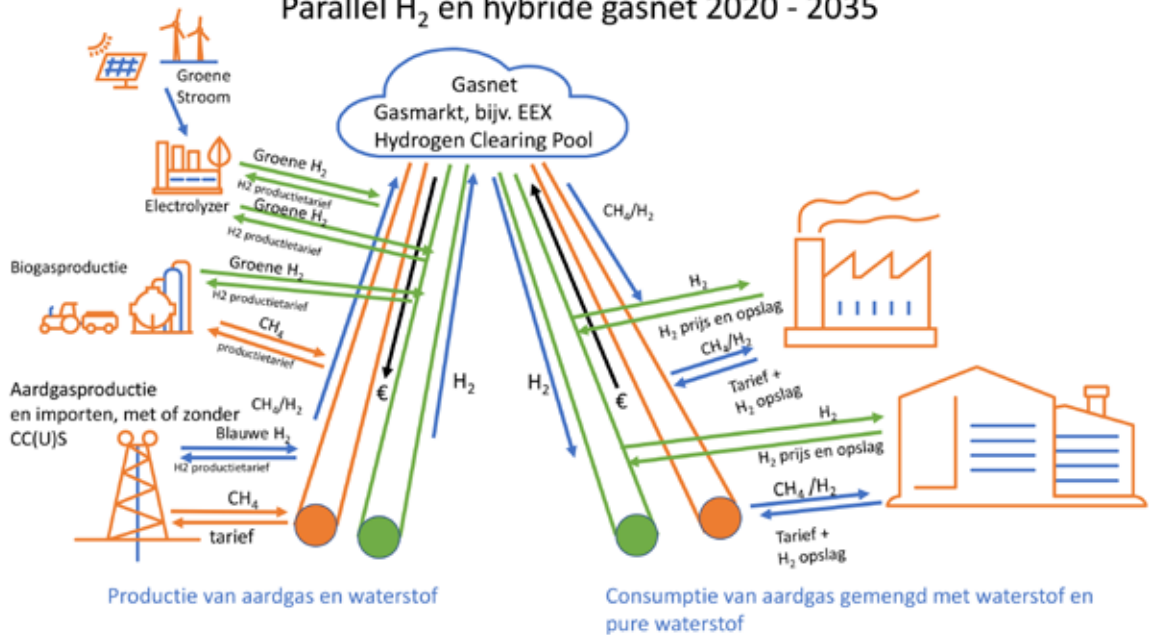 Parallel H₂ en hybride gasnet 2020 - 2035
Groene
Stroom
Gasnet
Gasmarkt, bijv. EEX
Hydrogen Clearing Pool
Electrolyzer
Groene H₂
H2 productietarief
Groene H₂
H2 productietarief
Biogasproductie
Groene H₂
H2 productietarief
CH₄
productietarief
Aardgasproductie
en importen, met of zonder
CC(U)S
CH₄/H₂
Blauwe H₂
H2 productietarief
CH₄
tarief
€
H₂
H₂
€
CH₄/H₂
H₂
H₂ prijs en opslag
CH₄/H₂
Tarief +
H₂ opslag
H₂
H₂ prijs en opslag
CH₄ /H₂
Tarief +
H₂ opslag
Productie van aardgas en waterstof
Consumptie van aardgas gemengd met waterstof en
pure waterstof